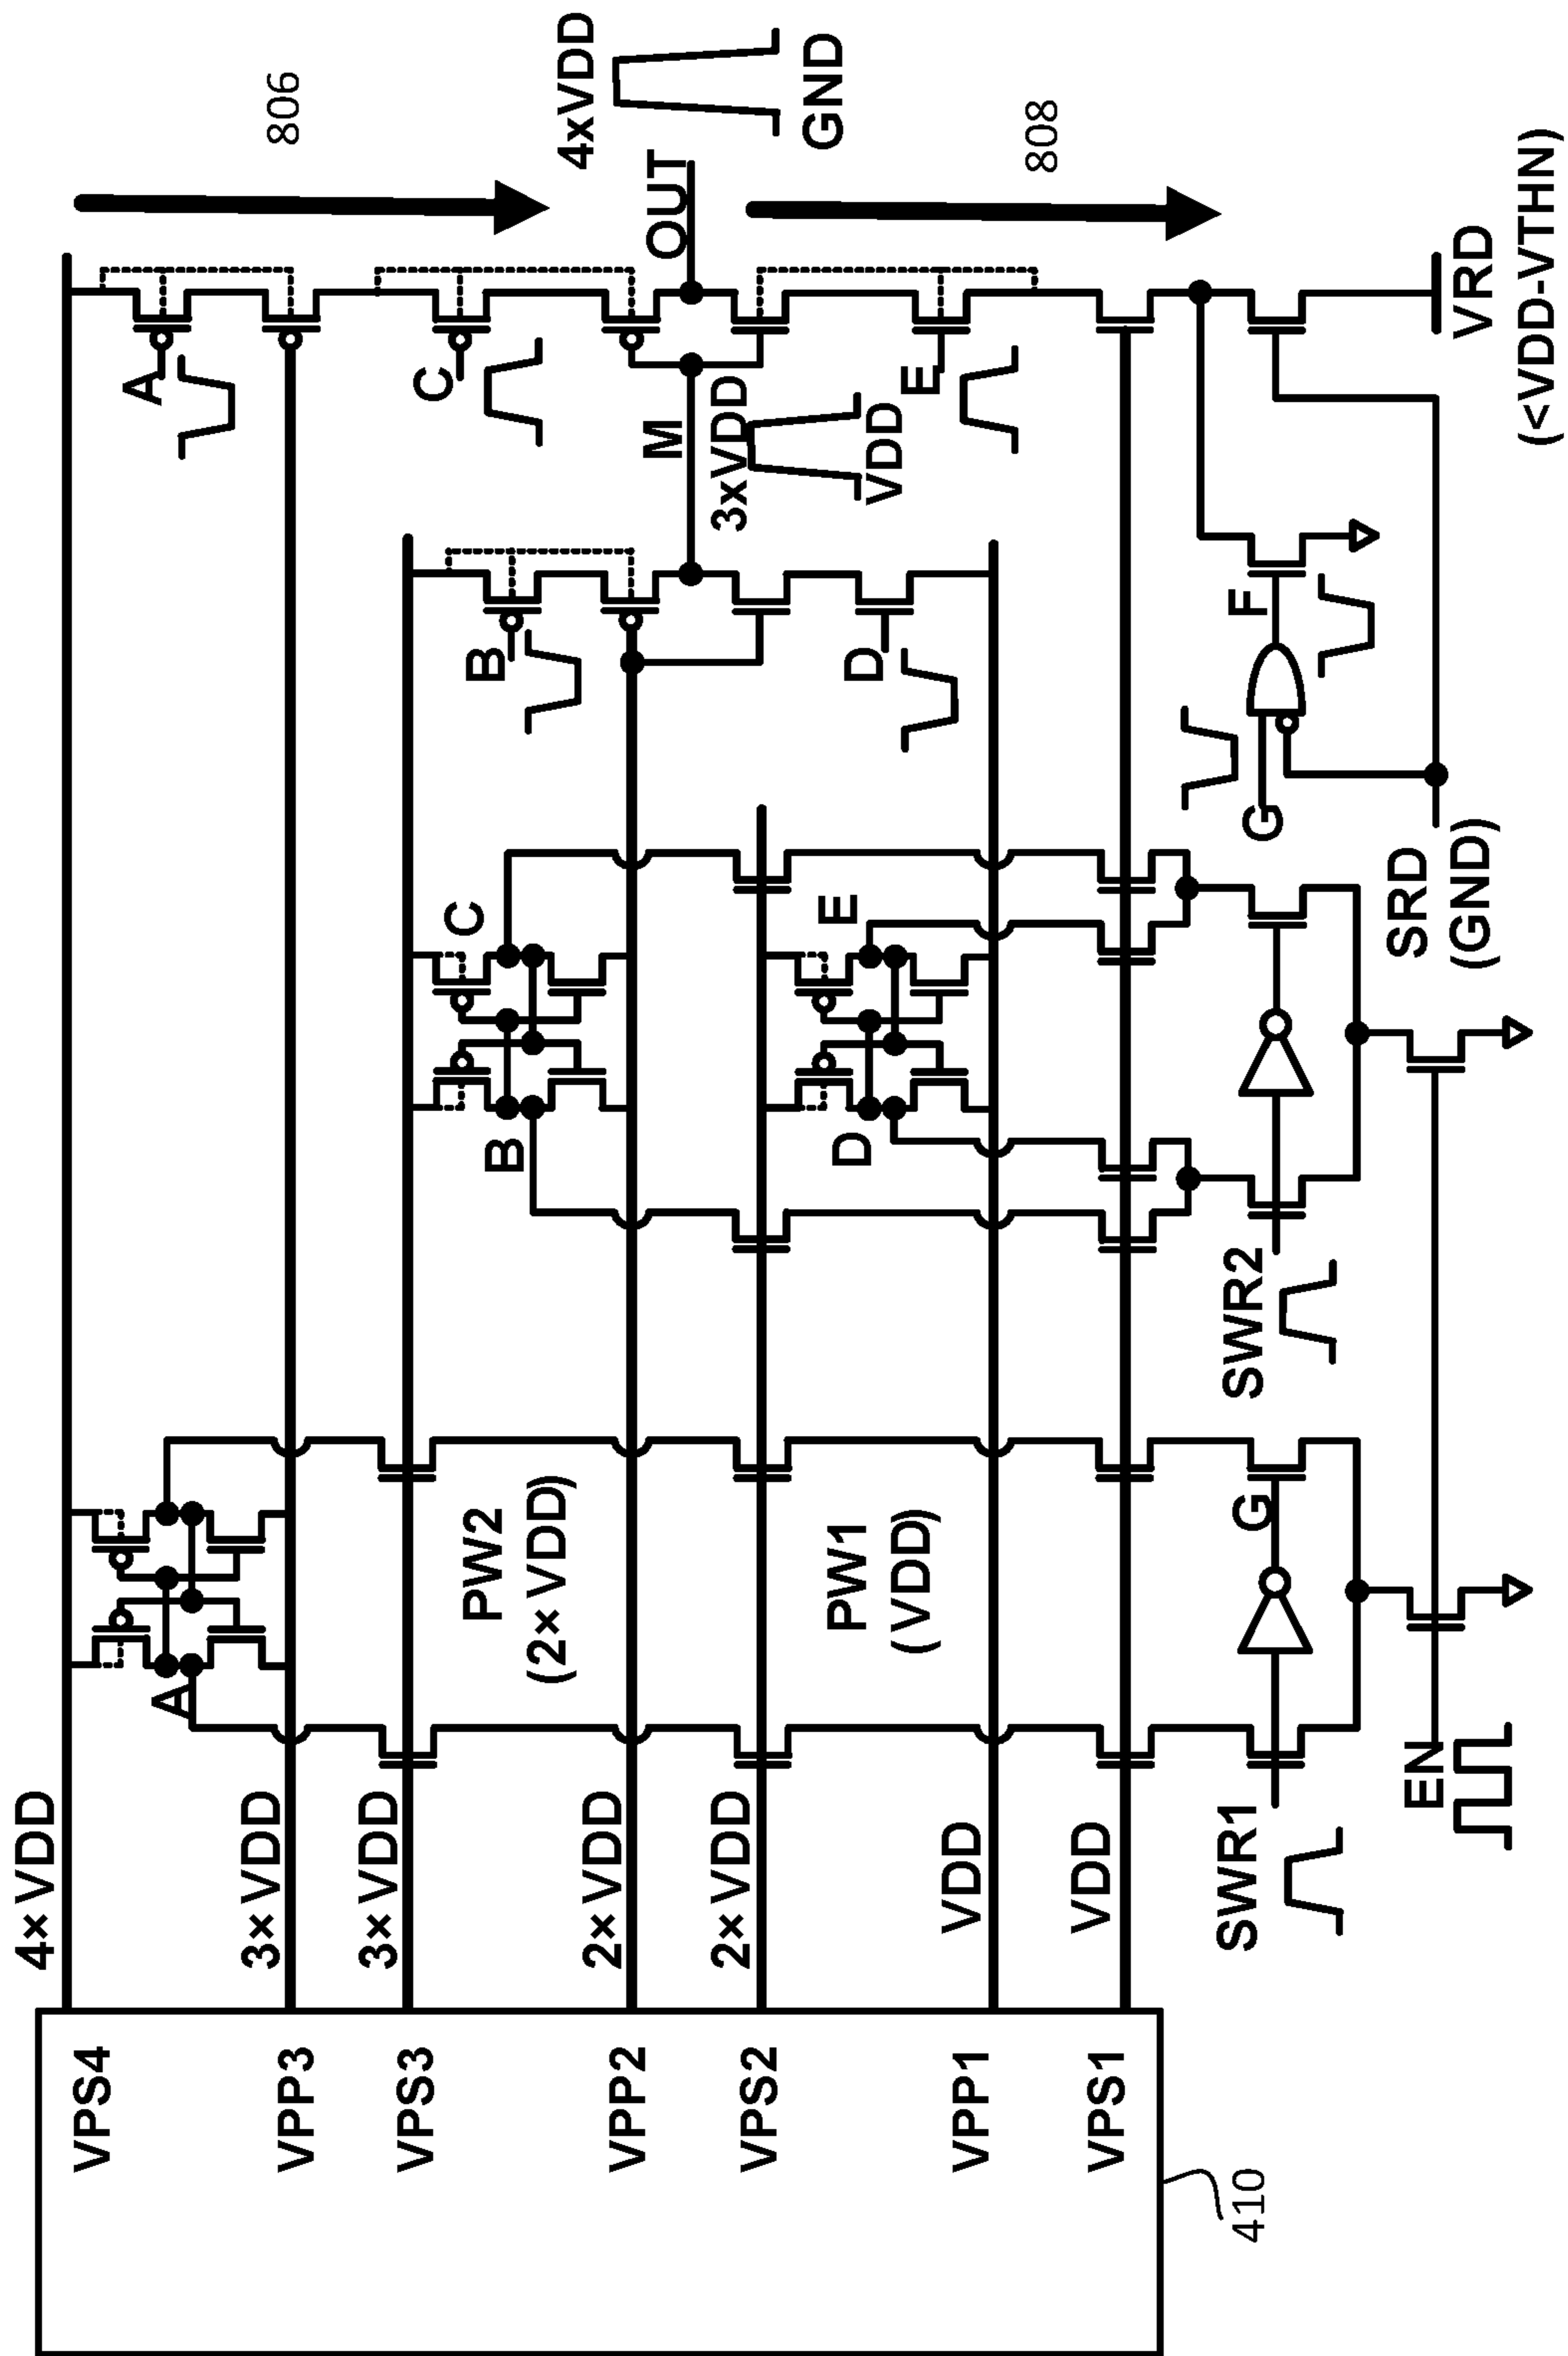 VPS4
VPP3
VPS3
VPP2
VPS2
VPP1
VPS1
410
4× VDD
3× VDD
3× VDD
2× VDD
2× VDD
VDD
VDD
SWR1
EN
A
G
PW2
(2× VDD)
PW1
(VDD)
SWR2
B
C
D
E
SRD
(GND)
G
F
B
D
M
3xVDD
VDD
A
C
E
OUT
806
808
4xVDD
GND
VRD
(<VDD-VTHN)